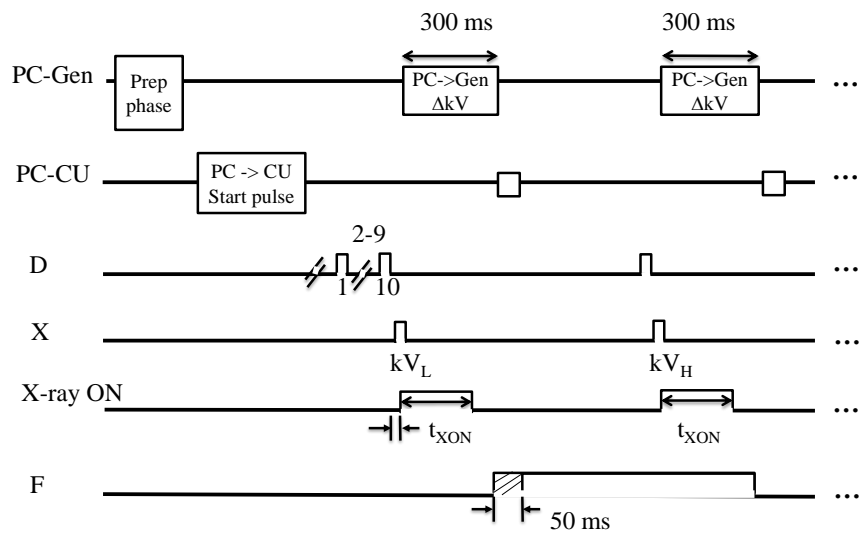 300 ms
300 ms
PC-Gen
Prep
phase
PC->Gen
ΔkV
PC->Gen
ΔkV
...
PC-CU
PC -> CU
Start pulse
...
2-9
D
1
10
...
X
...
kV_L
kV_H
X-ray ON
...
t_XON
t_XON
F
...
50 ms